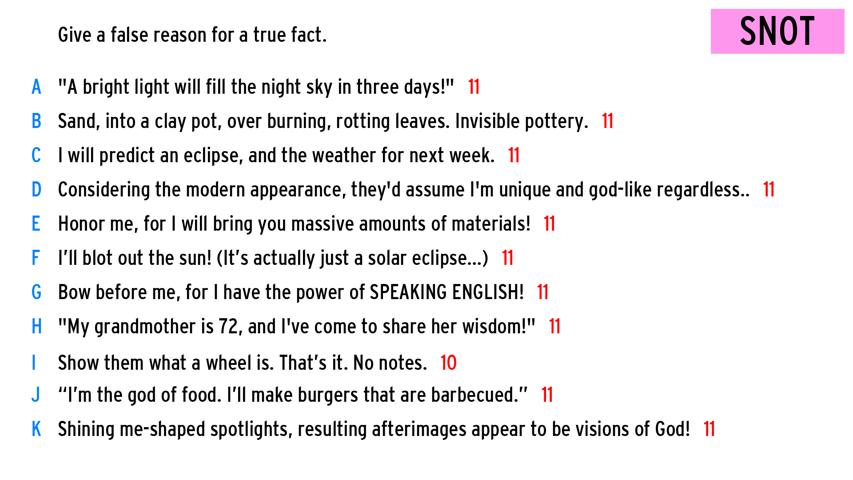 Give a false reason for a true fact.
SNOT
A "A bright light will fill the night sky in three days!" 11
B Sand, into a clay pot, over burning, rotting leaves. Invisible pottery. 11
C I will predict an eclipse, and the weather for next week. 11
D Considering the modern appearance, they'd assume I'm unique and god-like regardless.. 11
E Honor me, for I will bring you massive amounts of materials! 11
F I’ll blot out the sun! (It’s actually just a solar eclipse...) 11
G Bow before me, for I have the power of SPEAKING ENGLISH! 11
H "My grandmother is 72, and I've come to share her wisdom!" 11
I Show them what a wheel is. That’s it. No notes. 10
J “I’m the god of food. I’ll make burgers that are barbecued.” 11
K Shining me-shaped spotlights, resulting afterimages appear to be visions of God! 11